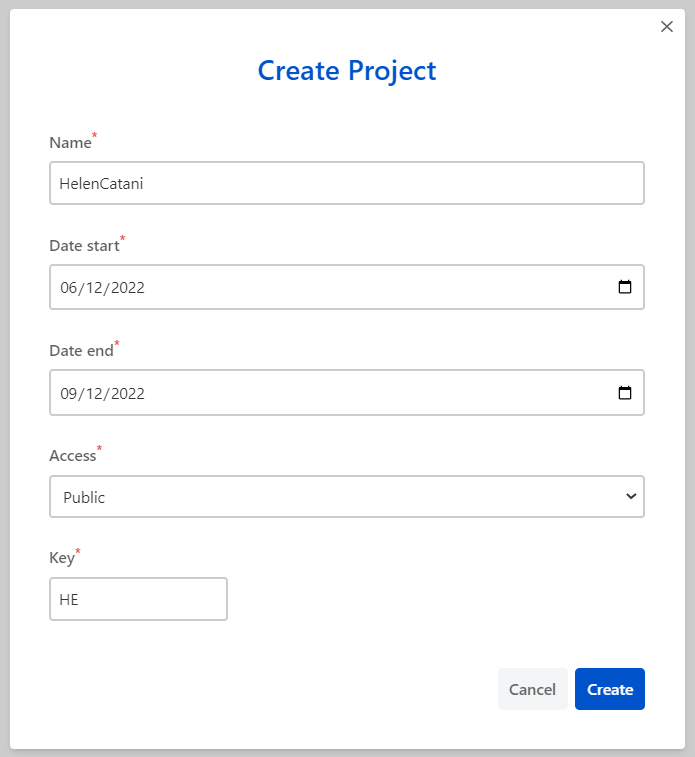 Create Project
Name*
HelenCatani
Date start*
06/12/2022
Date end*
09/12/2022
Access*
Public
Key*
HE
Cancel Create